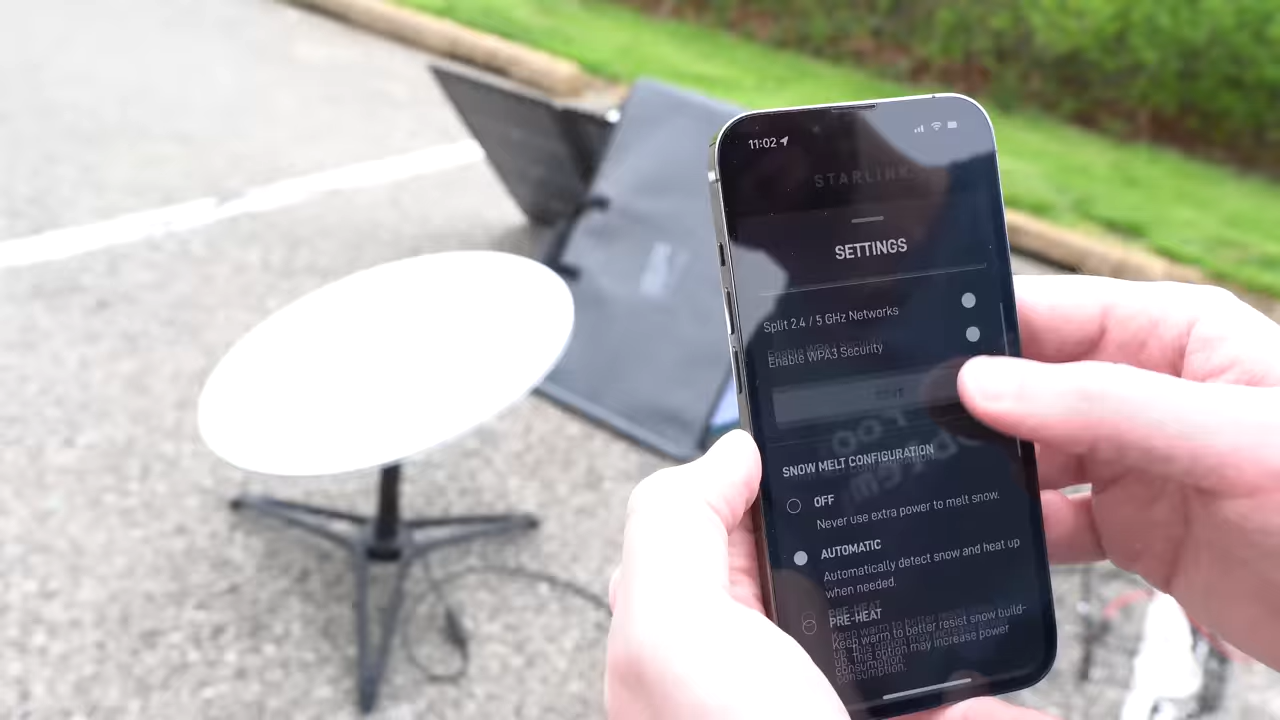 11:02
STARLINK
SETTINGS
Split 2.4 / 5 GHz Networks
Enable WPA3 Security
SNOW MELT CONFIGURATION
OFF
Never use extra power to melt snow.
AUTOMATIC
Automatically detect snow and heat up
when needed.
PRE-HEAT
Keep warm to better resist snow build-
up. This option may increase power
consumption.